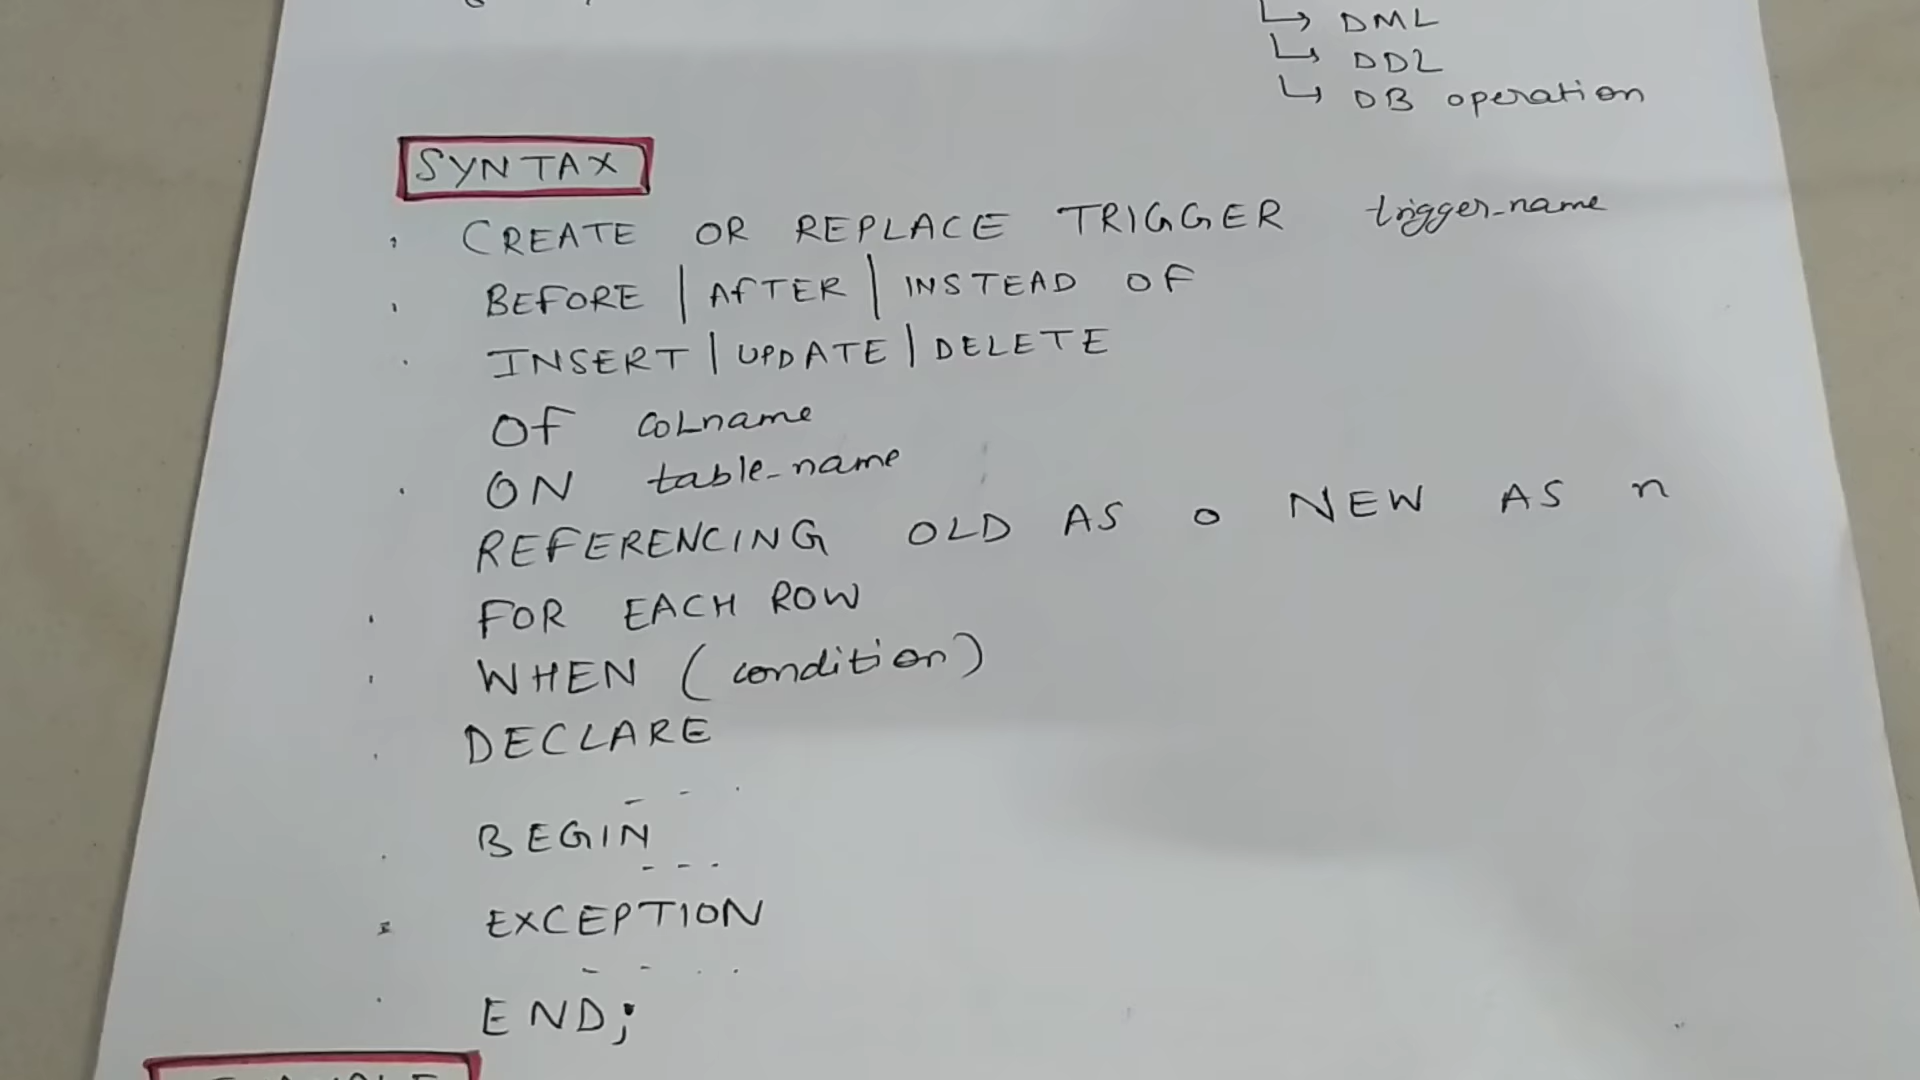 ↳ DML
↳ DDL
↳ DB operation
SYNTAX
CREATE OR REPLACE TRIGGER trigger_name
BEFORE | AFTER | INSTEAD OF
INSERT | UPDATE | DELETE
OF Colname
ON table_name
REFERENCING OLD AS o NEW AS n
FOR EACH ROW
WHEN (condition)
DECLARE
- - .
BEGIN
- - -
EXCEPTION
- - . .
END;